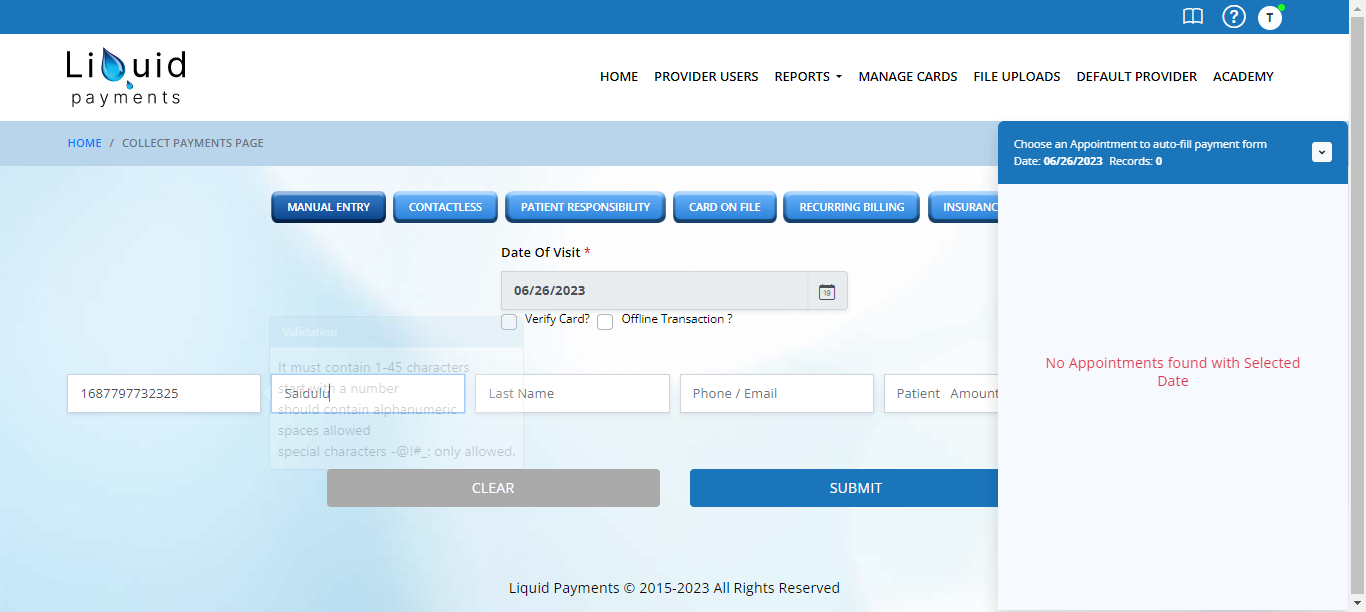 T
Liquid
payments
HOME PROVIDER USERS REPORTS MANAGE CARDS FILE UPLOADS DEFAULT PROVIDER ACADEMY
HOME / COLLECT PAYMENTS PAGE
Choose an Appointment to auto-fill payment form
Date: 06/26/2023 Records: 0
MANUAL ENTRY CONTACTLESS PATIENT RESPONSIBILITY CARD ON FILE RECURRING BILLING INSURANC
Date Of Visit *
06/26/2023
19
Verify Card? Offline Transaction ?
Validation
It must contain 1-45 characters
start with a number
should contain alphanumeric
spaces allowed
special characters -@!#_: only allowed.
1687797732325 Saidulu Last Name Phone / Email Patient Amount
No Appointments found with Selected
Date
CLEAR SUBMIT
Liquid Payments © 2015-2023 All Rights Reserved